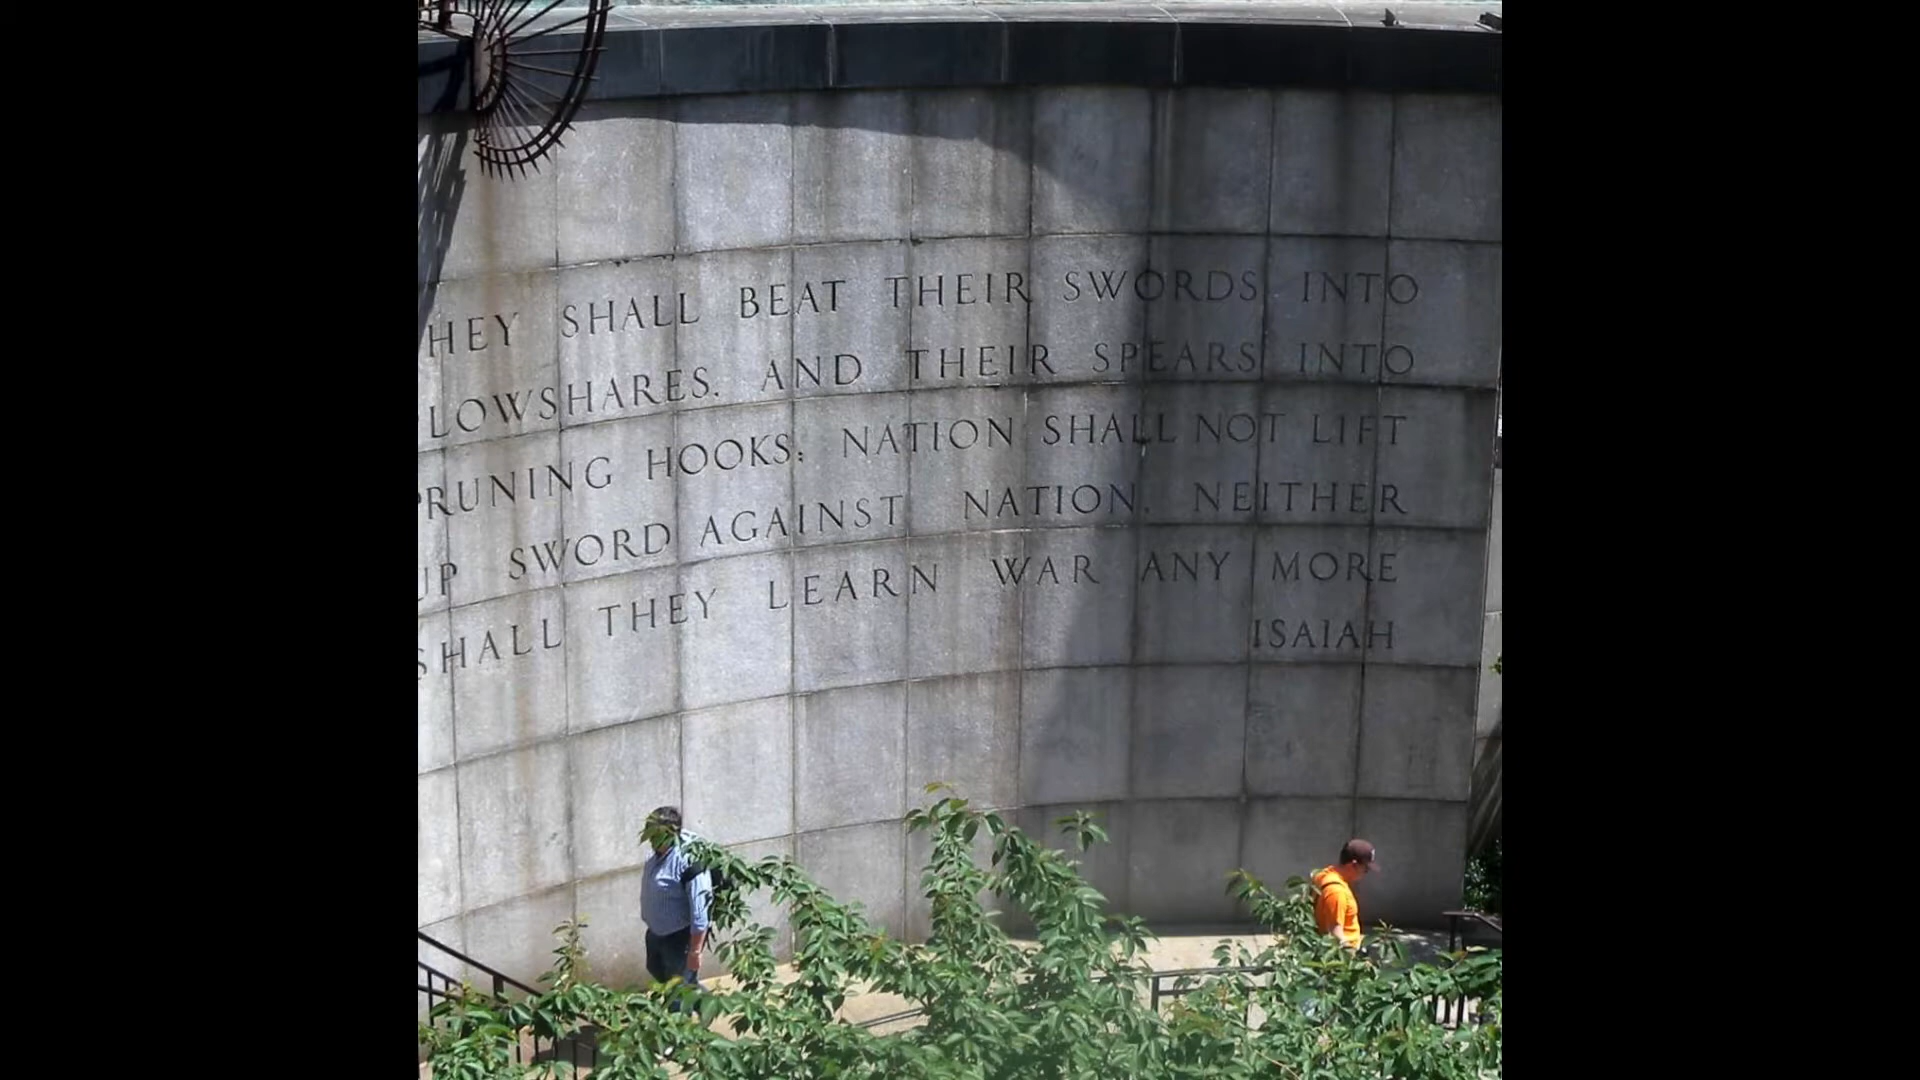 HEY SHALL BEAT THEIR SWORDS INTO
LOWSHARES. AND THEIR SPEARS INTO
PRUNING HOOKS; NATION SHALL NOT LIFT
UP SWORD AGAINST NATION. NEITHER
SHALL THEY LEARN WAR ANY MORE
ISAIAH